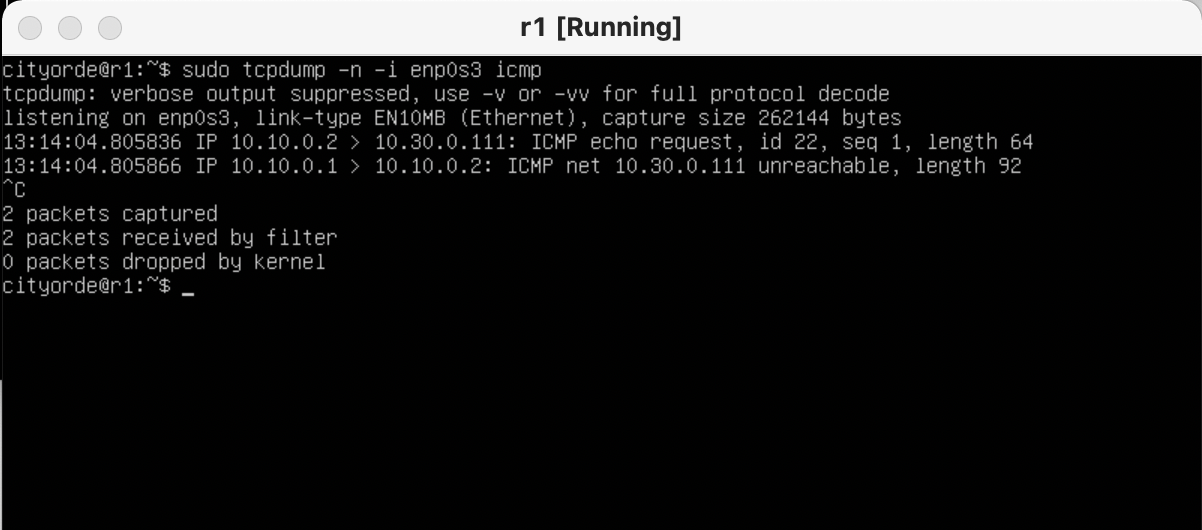 r1 [Running]
cityorde@r1:~$ sudo tcpdump -n -i enp0s3 icmp
tcpdump: verbose output suppressed, use -v or -vv for full protocol decode
listening on enp0s3, link-type EN10MB (Ethernet), capture size 262144 bytes
13:14:04.805836 IP 10.10.0.2 > 10.30.0.111: ICMP echo request, id 22, seq 1, length 64
13:14:04.805866 IP 10.10.0.1 > 10.10.0.2: ICMP net 10.30.0.111 unreachable, length 92
^C
2 packets captured
2 packets received by filter
0 packets dropped by kernel
cityorde@r1:~$ _